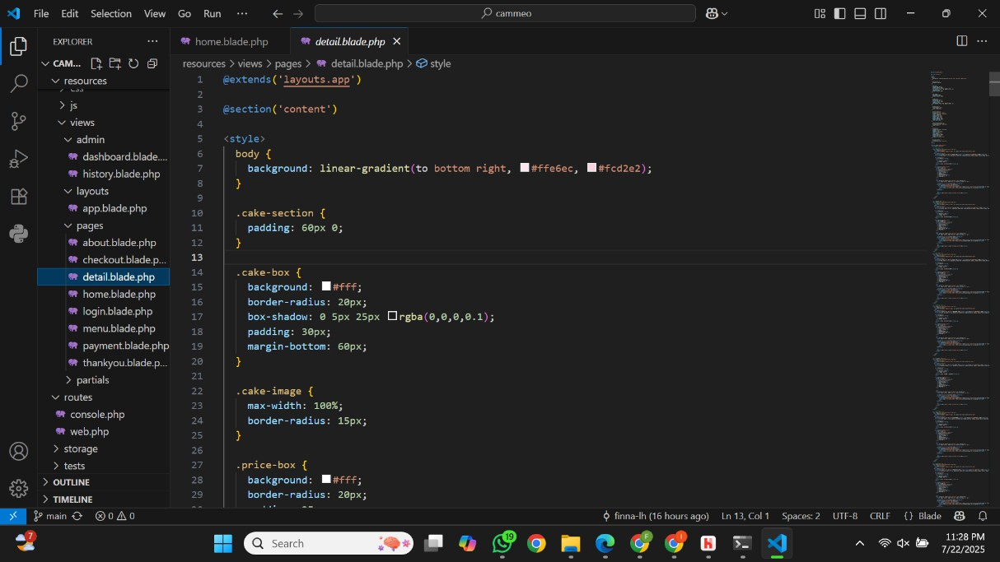 File Edit Selection View Go Run ··· cammeo
EXPLORER ···
CAM...
resources
css
js
views
admin
dashboard.blade....
history.blade.php
layouts
app.blade.php
pages
about.blade.php
checkout.blade.p...
detail.blade.php
home.blade.php
login.blade.php
menu.blade.php
payment.blade.php
thankyou.blade.p...
partials
routes
console.php
web.php
storage
tests
OUTLINE
TIMELINE
home.blade.php detail.blade.php
resources > views > pages > detail.blade.php > style
1 @extends('layouts.app')
2
3 @section('content')
4
5 <style>
6 body {
7 background: linear-gradient(to bottom right, #ffe6ec, #fcd2e2);
8 }
9
10 .cake-section {
11 padding: 60px 0;
12 }
13
14 .cake-box {
15 background: #fff;
16 border-radius: 20px;
17 box-shadow: 0 5px 25px rgba(0,0,0,0.1);
18 padding: 30px;
19 margin-bottom: 60px;
20 }
21
22 .cake-image {
23 max-width: 100%;
24 border-radius: 15px;
25 }
26
27 .price-box {
28 background: #fff;
29 border-radius: 20px;
main 0 0 finna-lh (16 hours ago) Ln 13, Col 1 Spaces: 2 UTF-8 CRLF {} Blade
7 Search 19 F I H 11:28 PM
7/22/2025